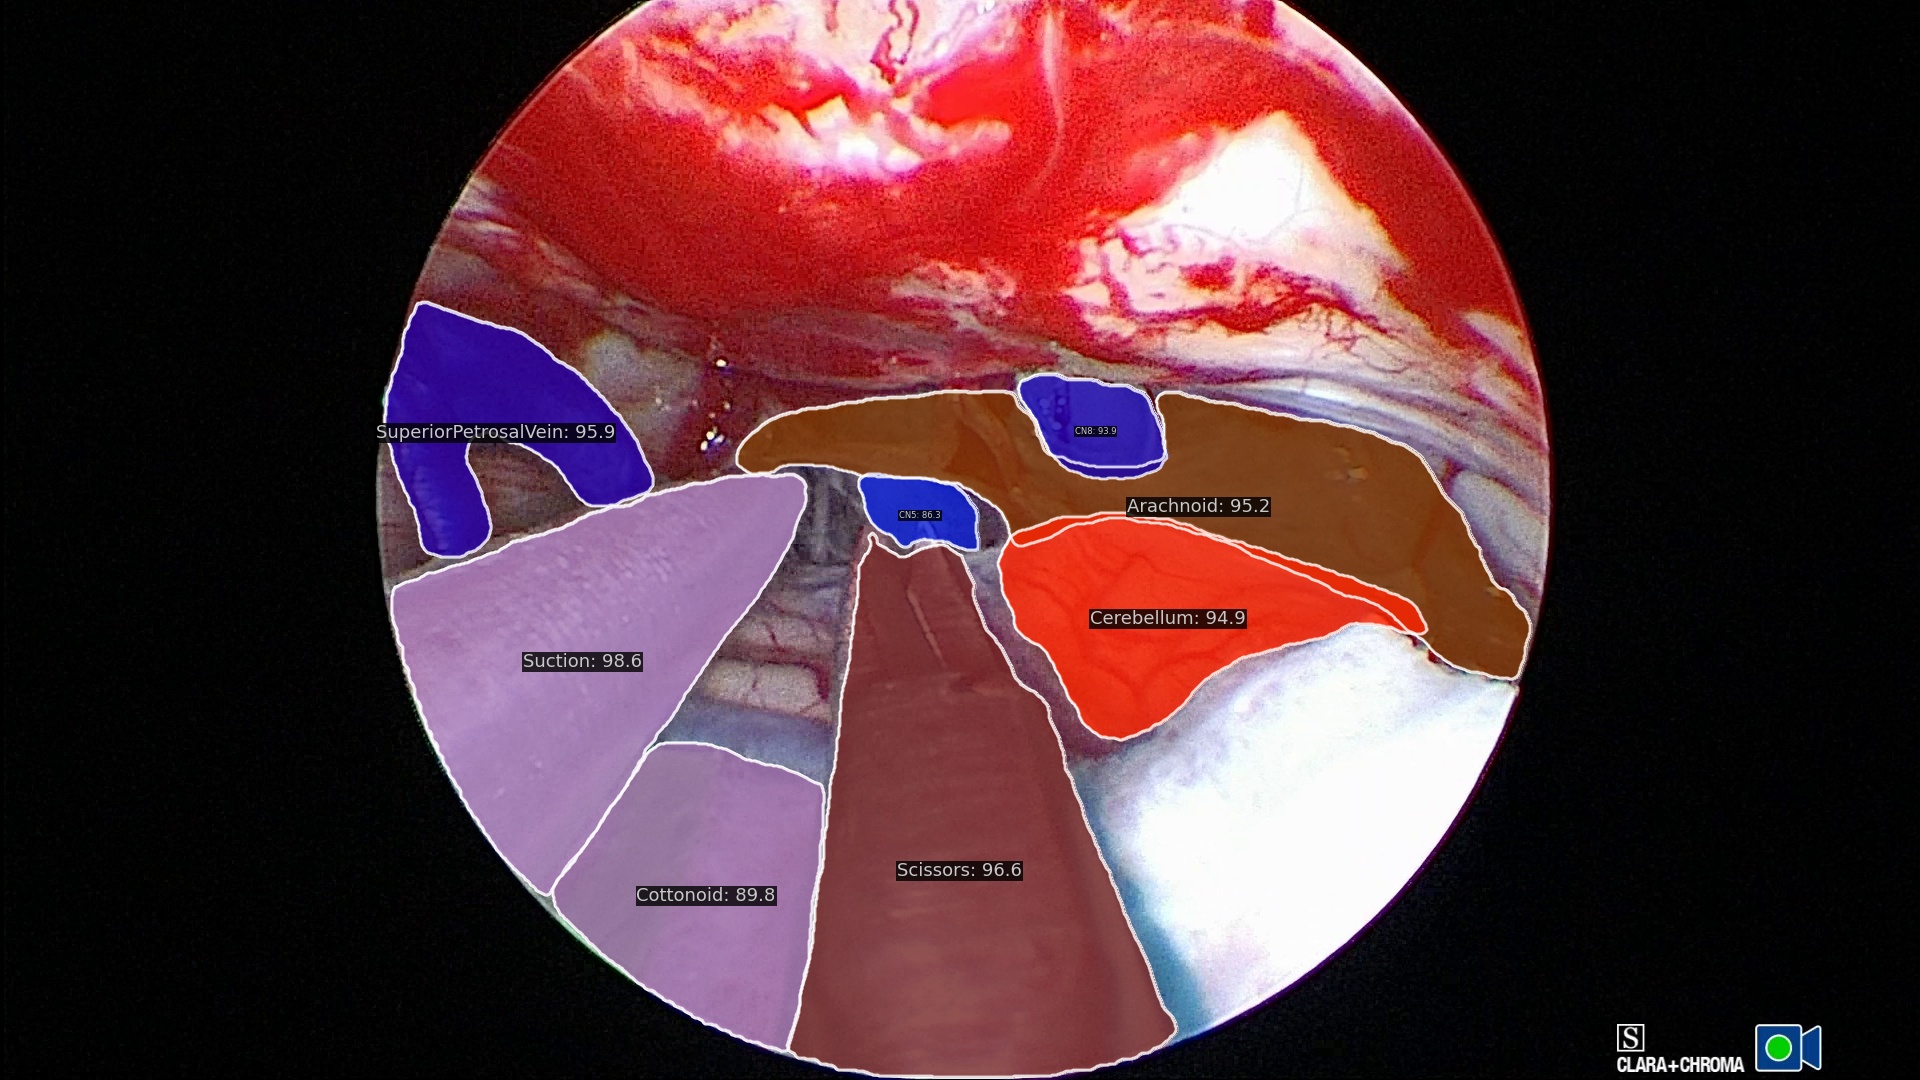 SuperiorPetrosalVein: 95.9
CN8: 93.9
Arachnoid: 95.2
CN5: 86.3
Cerebellum: 94.9
Suction: 98.6
Scissors: 96.6
Cottonoid: 89.8
S
CLARA+CHROMA